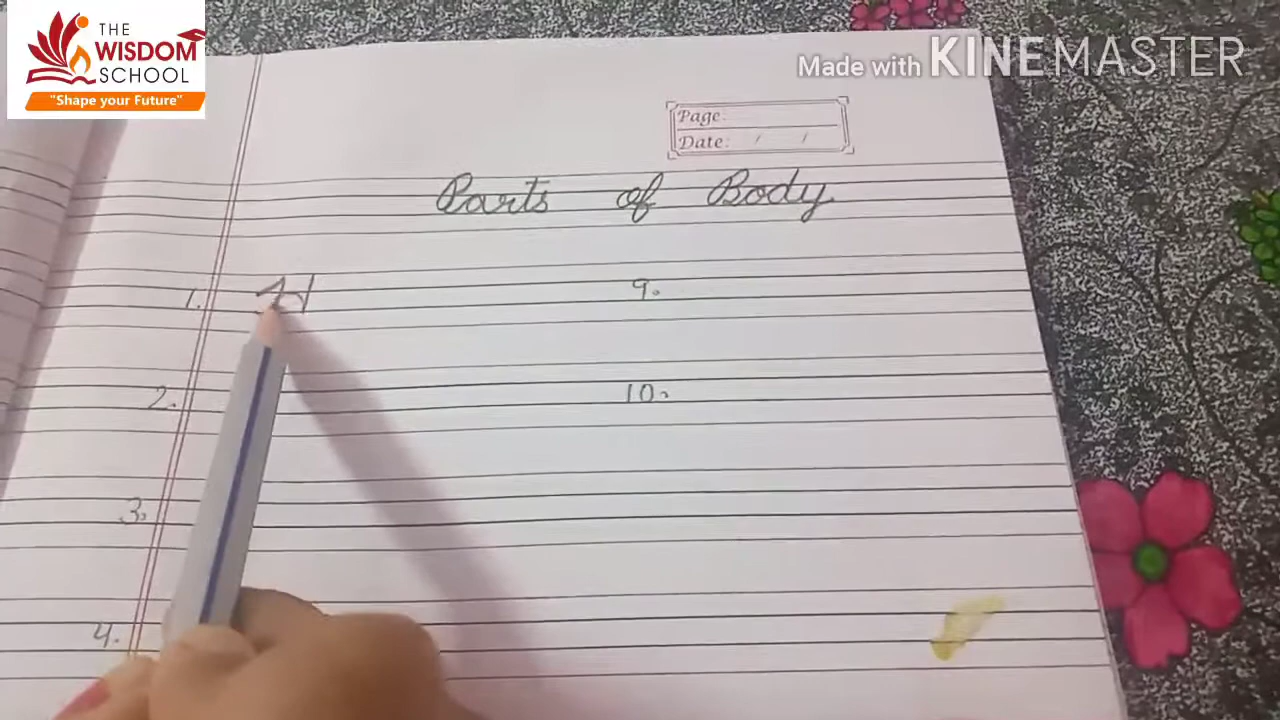 THE
WISDOM
SCHOOL
"Shape your Future"
Made with KINEMASTER
Page:
Date: / /
Parts of Body
1. H
9.
2.
10.
3.
4.